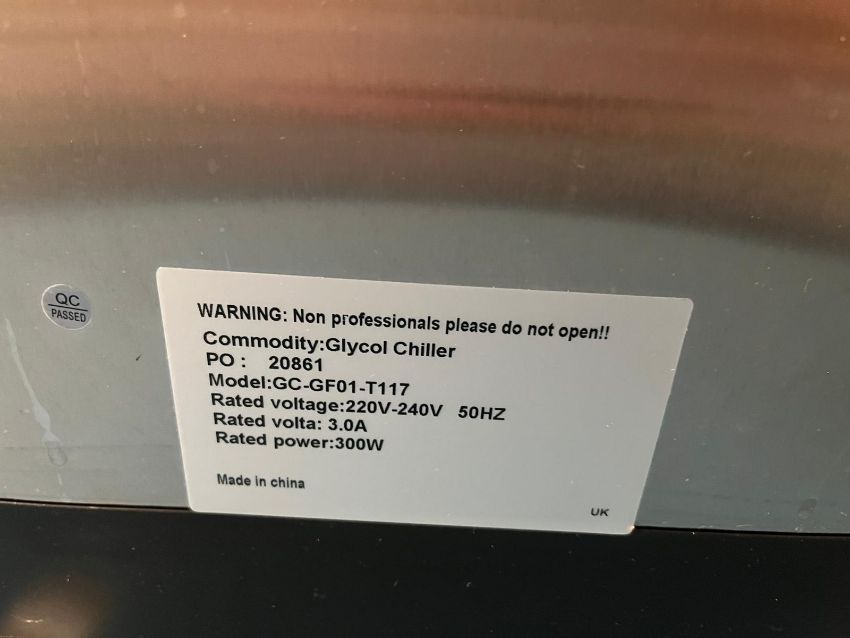 QC
PASSED
WARNING: Non professionals please do not open!!
Commodity:Glycol Chiller
PO : 20861
Model:GC-GF01-T117
Rated voltage:220V-240V 50HZ
Rated volta: 3.0A
Rated power:300W
Made in china
UK